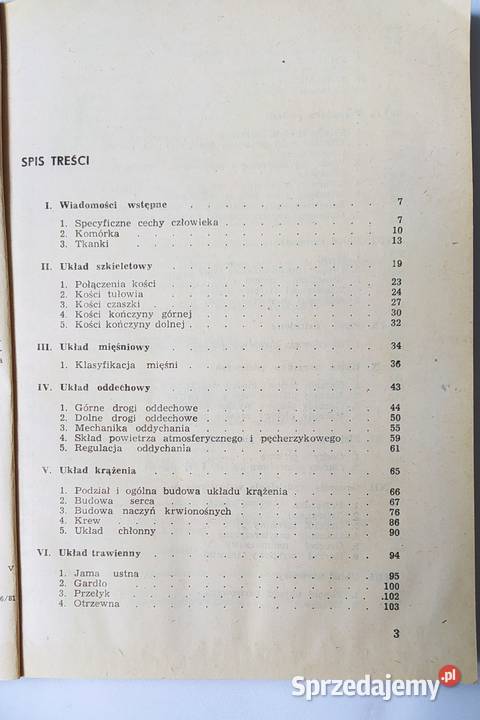 SPIS TREŚCI
I. Wiadomości wstępne . . . . . . . . . 7
1. Specyficzne cechy człowieka . . . . . . . . 7
2. Komórka . . . . . . . . . . 10
3. Tkanki . . . . . . . . . . 13
II. Układ szkieletowy . . . . . . . . . 19
1. Połączenia kości . . . . . . . . . 23
2. Kości tułowia . . . . . . . . . 24
3. Kości czaszki . . . . . . . . . 27
4. Kości kończyny górnej . . . . . . . . 30
5. Kości kończyny dolnej . . . . . . . . 32
III. Układ mięśniowy . . . . . . . . . 34
1. Klasyfikacja mięśni . . . . . . . . 36
IV. Układ oddechowy . . . . . . . . . 43
1. Górne drogi oddechowe . . . . . . . . 44
2. Dolne drogi oddechowe . . . . . . . . 50
3. Mechanika oddychania . . . . . . . . 55
4. Skład powietrza atmosferycznego i pęcherzykowego . . . 59
5. Regulacja oddychania . . . . . . . . 61
V. Układ krążenia . . . . . . . . . 65
1. Podział i ogólna budowa układu krążenia . . . . . 66
2. Budowa serca . . . . . . . . . 67
3. Budowa naczyń krwionośnych . . . . . . . 76
4. Krew . . . . . . . . . . 86
5. Układ chłonny . . . . . . . . . 90
VI. Układ trawienny . . . . . . . . . 94
1. Jama ustna . . . . . . . . . 95
2. Gardło . . . . . . . . . . 100
3. Przełyk . . . . . . . . . . 102
4. Otrzewna . . . . . . . . . 103
V
6/81
3
Sprzedajemy.pl